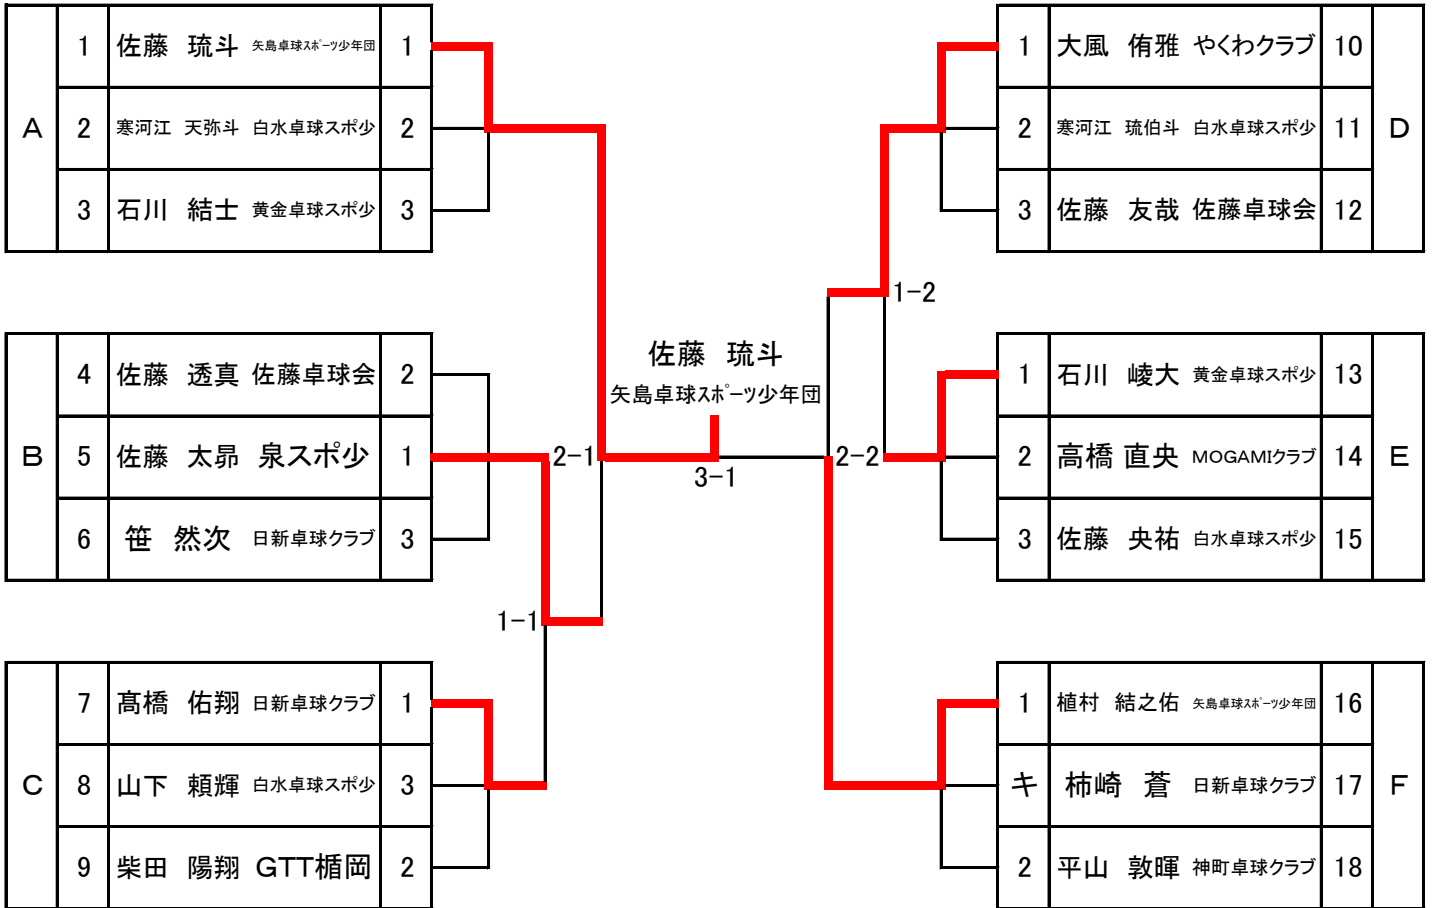 A
1 佐藤 琉斗 矢島卓球スポーツ少年団 1
2 寒河江 天弥斗 白水卓球スポ少 2
3 石川 結士 黄金卓球スポ少 3
B
4 佐藤 透真 佐藤卓球会 2
5 佐藤 太昴 泉スポ少 1
6 笹 然次 日新卓球クラブ 3
C
7 髙橋 佑翔 日新卓球クラブ 1
8 山下 頼輝 白水卓球スポ少 3
9 柴田 陽翔 GTT楯岡 2
佐藤 琉斗
矢島卓球スポーツ少年団
2-1
3-1
1-1
1-2
2-2
1 大風 侑雅 やくわクラブ 10
2 寒河江 琉伯斗 白水卓球スポ少 11
3 佐藤 友哉 佐藤卓球会 12
D
1 石川 崚大 黄金卓球スポ少 13
2 高橋 直央 MOGAMIクラブ 14
3 佐藤 央祐 白水卓球スポ少 15
E
1 植村 結之佑 矢島卓球スポーツ少年団 16
キ 柿崎 蒼 日新卓球クラブ 17
2 平山 敦暉 神町卓球クラブ 18
F